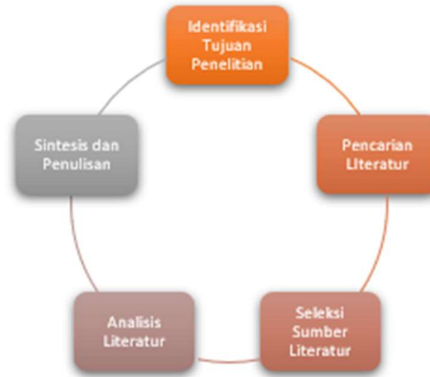 Identifikasi
Tujuan
Penelitian
Pencarian
LIteratur
Seleksi
Sumber
Literatur
Analisis
Literatur
Sintesis dan
Penulisan